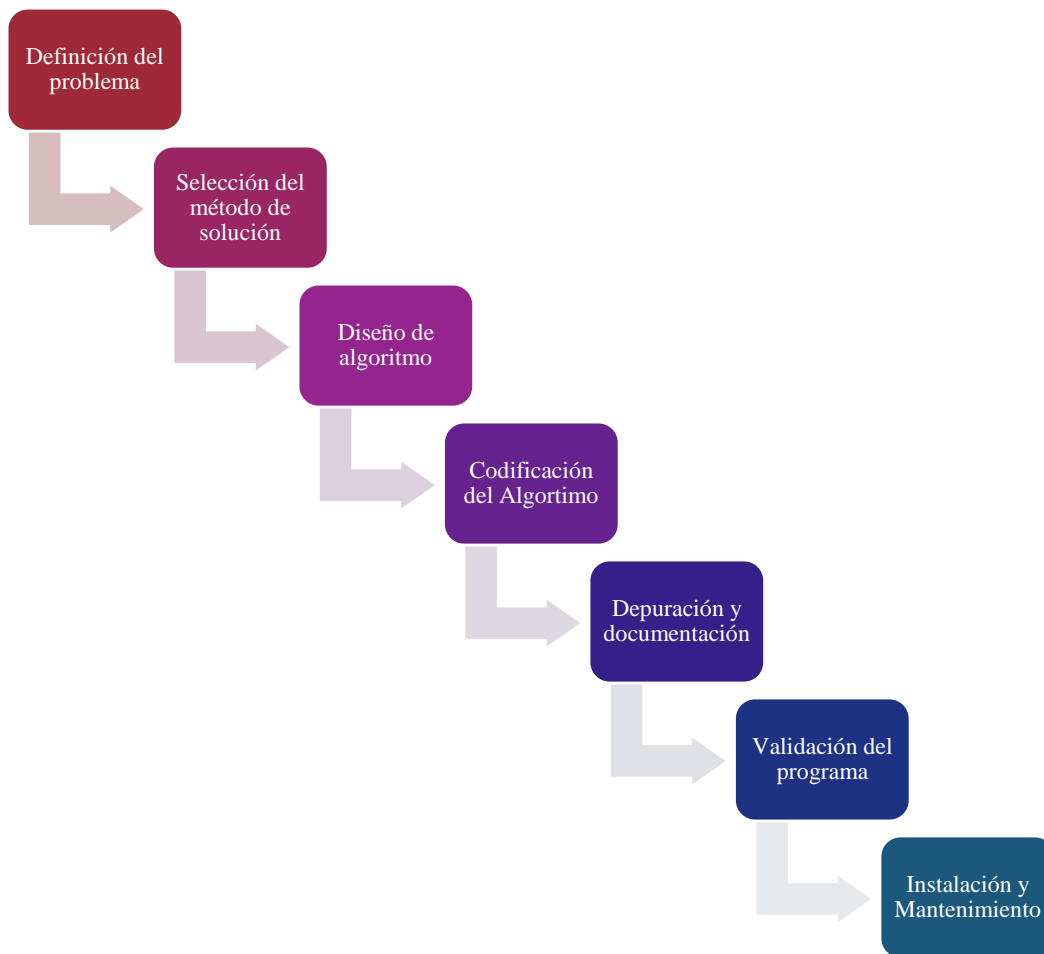 Definición del
problema
Selección del
método de
solución
Diseño de
algoritmo
Codificación
del Algortimo
Depuración y
documentación
Validación del
programa
Instalación y
Mantenimiento